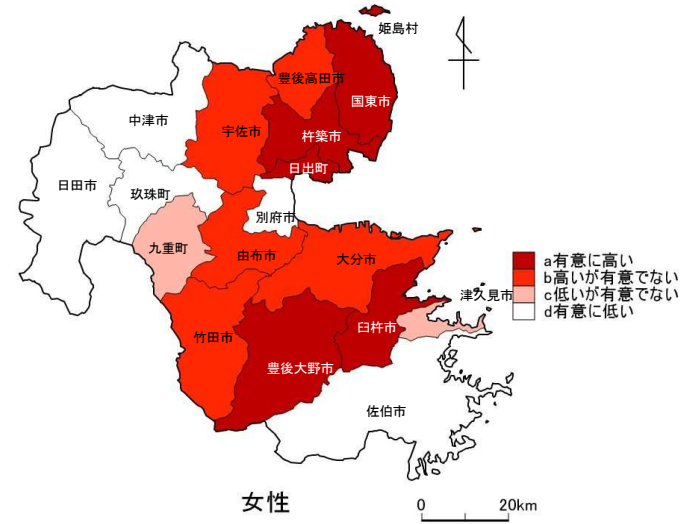 姫島村
豊後高田市
国東市
中津市
宇佐市
杵築市
日出町
日田市
玖珠町
別府市
九重町
由布市
大分市
a有意に高い
b高いが有意でない
c低いが有意でない
d有意に低い
津久見市
臼杵市
竹田市
豊後大野市
佐伯市
女性
0 20km